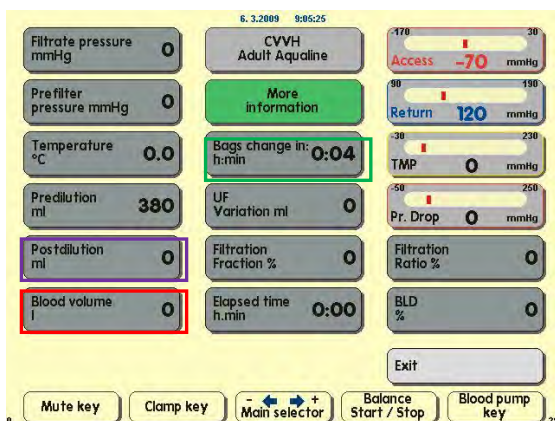 6. 3.2009 9:05:25
Filtrate pressure
mmHg 0
CVVH
Adult Aqualine
-170 30
Access -70 mmHg
Prefilter
pressure mmHg 0
More
information
90 190
Return 120 mmHg
Temperature
°C 0.0
Bags change in:
h:min 0:04
-30 230
TMP 0 mmHg
Predilution
ml 380
UF
Variation ml 0
-50 250
Pr. Drop 0 mmHg
Postdilution
ml 0
Filtration
Fraction % 0
Filtration
Ratio % 0
Blood volume
l 0
Elapsed time
h.min 0:00
BLD
% 0
Exit
Mute key
Clamp key
- +
Main selector
Balance
Start / Stop
Blood pump
key